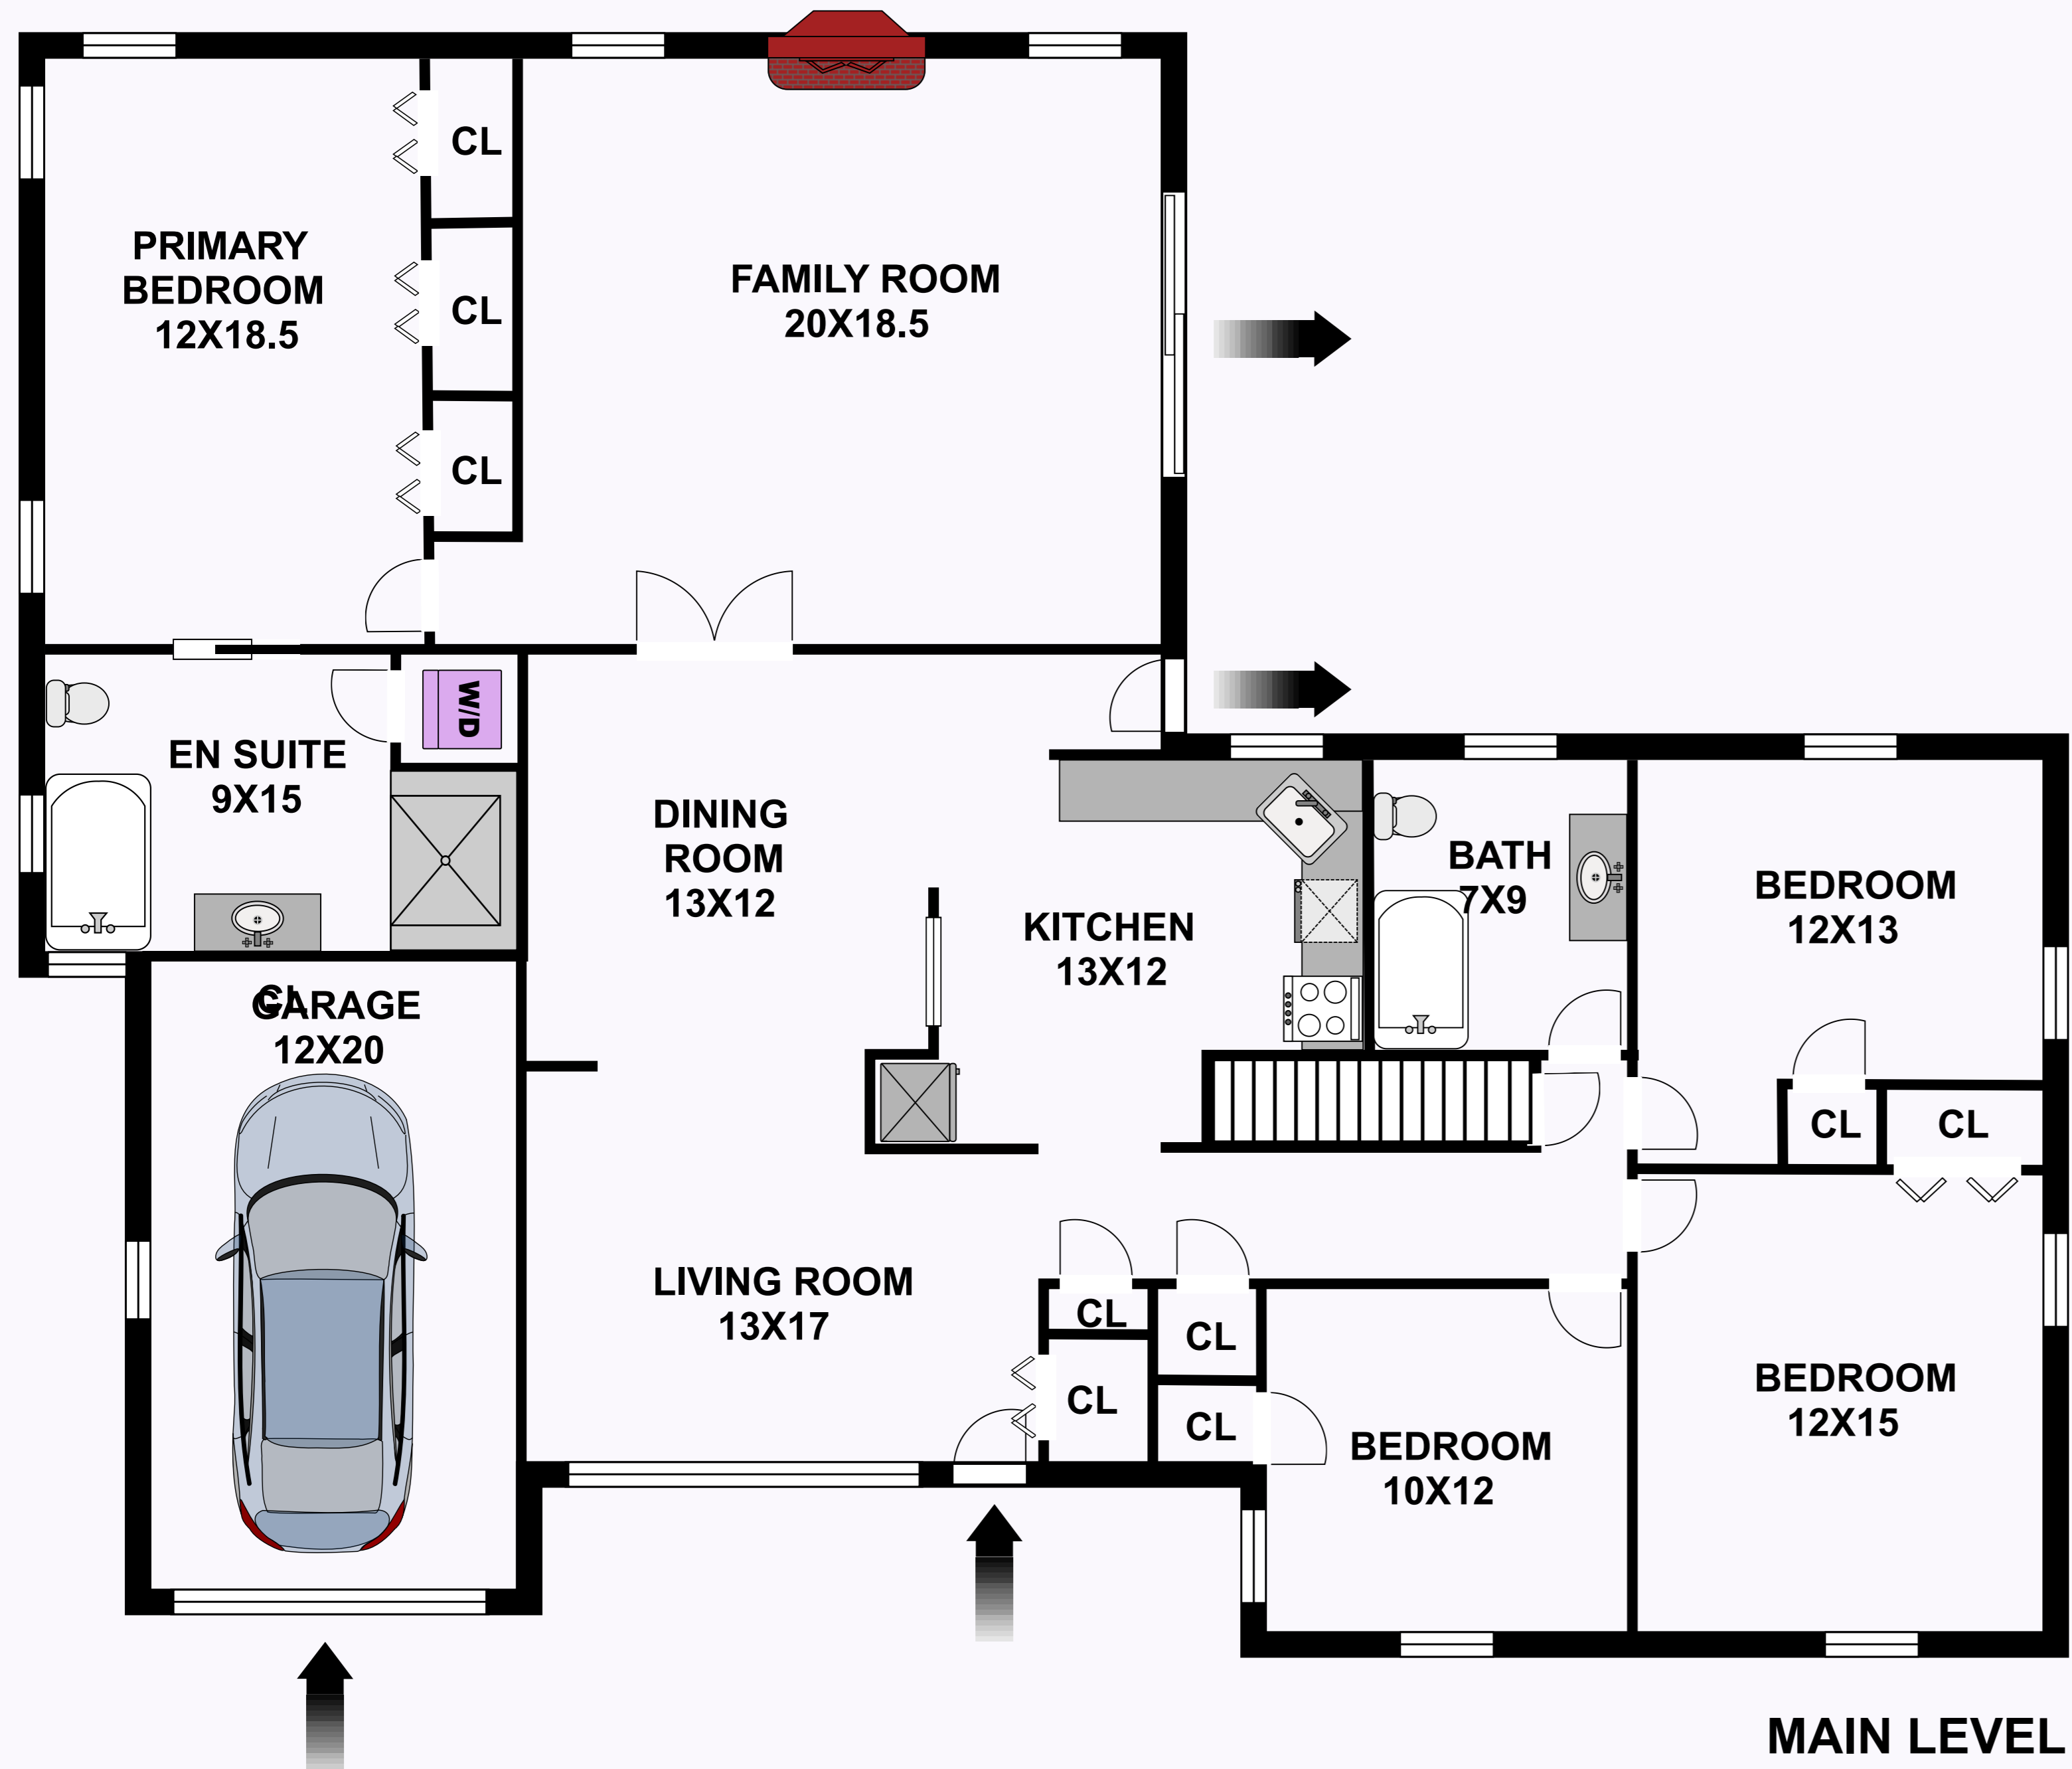 CL
PRIMARY
BEDROOM
12X18.5
FAMILY ROOM
20X18.5
CL
CL
W/D
EN SUITE
9X15
DINING
ROOM
13X12
KITCHEN
13X12
BATH
7X9
BEDROOM
12X13
CL
GARAGE
12X20
CL
CL
LIVING ROOM
13X17
CL
CL
CL
CL
BEDROOM
10X12
BEDROOM
12X15
MAIN LEVEL